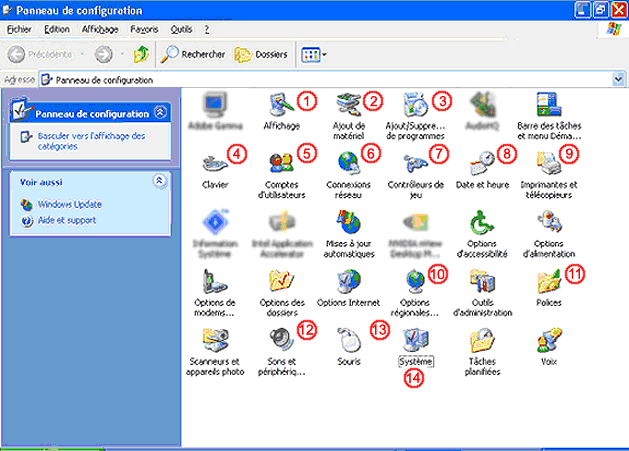 Panneau de configuration
Fichier Edition Affichage Favoris Outils ?
Précédente Rechercher Dossiers
Adresse Panneau de configuration
Panneau de configuration
Basculer vers l'affichage des
catégories
Voir aussi
Windows Update
Aide et support
1 2 3
Adobe Gamma Affichage Ajout de
matériel Ajout/Suppre...
de programmes AudioHQ Barre des tâches
et menu Déma...
4 5 6 7 8 9
Clavier Comptes
d'utilisateurs Connexions
réseau Contrôleurs de
jeu Date et heure Imprimantes et
télécopieurs
Information
Système Intel Application
Accelerator Mises à jour
automatiques NVIDIA nView
Desktop M... Options
d'accessibilité Options
d'alimentation
10 11
Options de
modems... Options des
dossiers Options Internet Options
régionales... Outils
d'administration Polices
12 13
Scanneurs et
appareils photo Sons et
périphériq... Souris Système Tâches
planifiées Voix
14